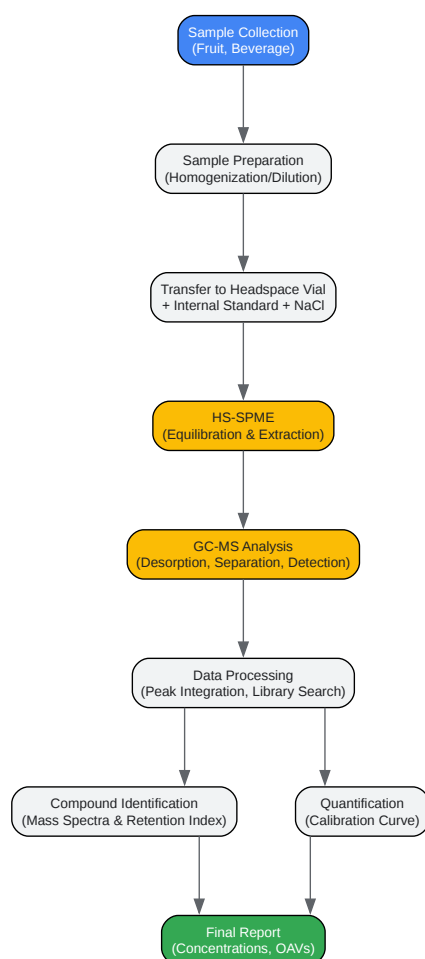 Sample Collection
(Fruit, Beverage)
Sample Preparation
(Homogenization/Dilution)
Transfer to Headspace Vial
+ Internal Standard + NaCl
HS-SPME
(Equilibration & Extraction)
GC-MS Analysis
(Desorption, Separation, Detection)
Data Processing
(Peak Integration, Library Search)
Compound Identification
(Mass Spectra & Retention Index)
Quantification
(Calibration Curve)
Final Report
(Concentrations, OAVs)